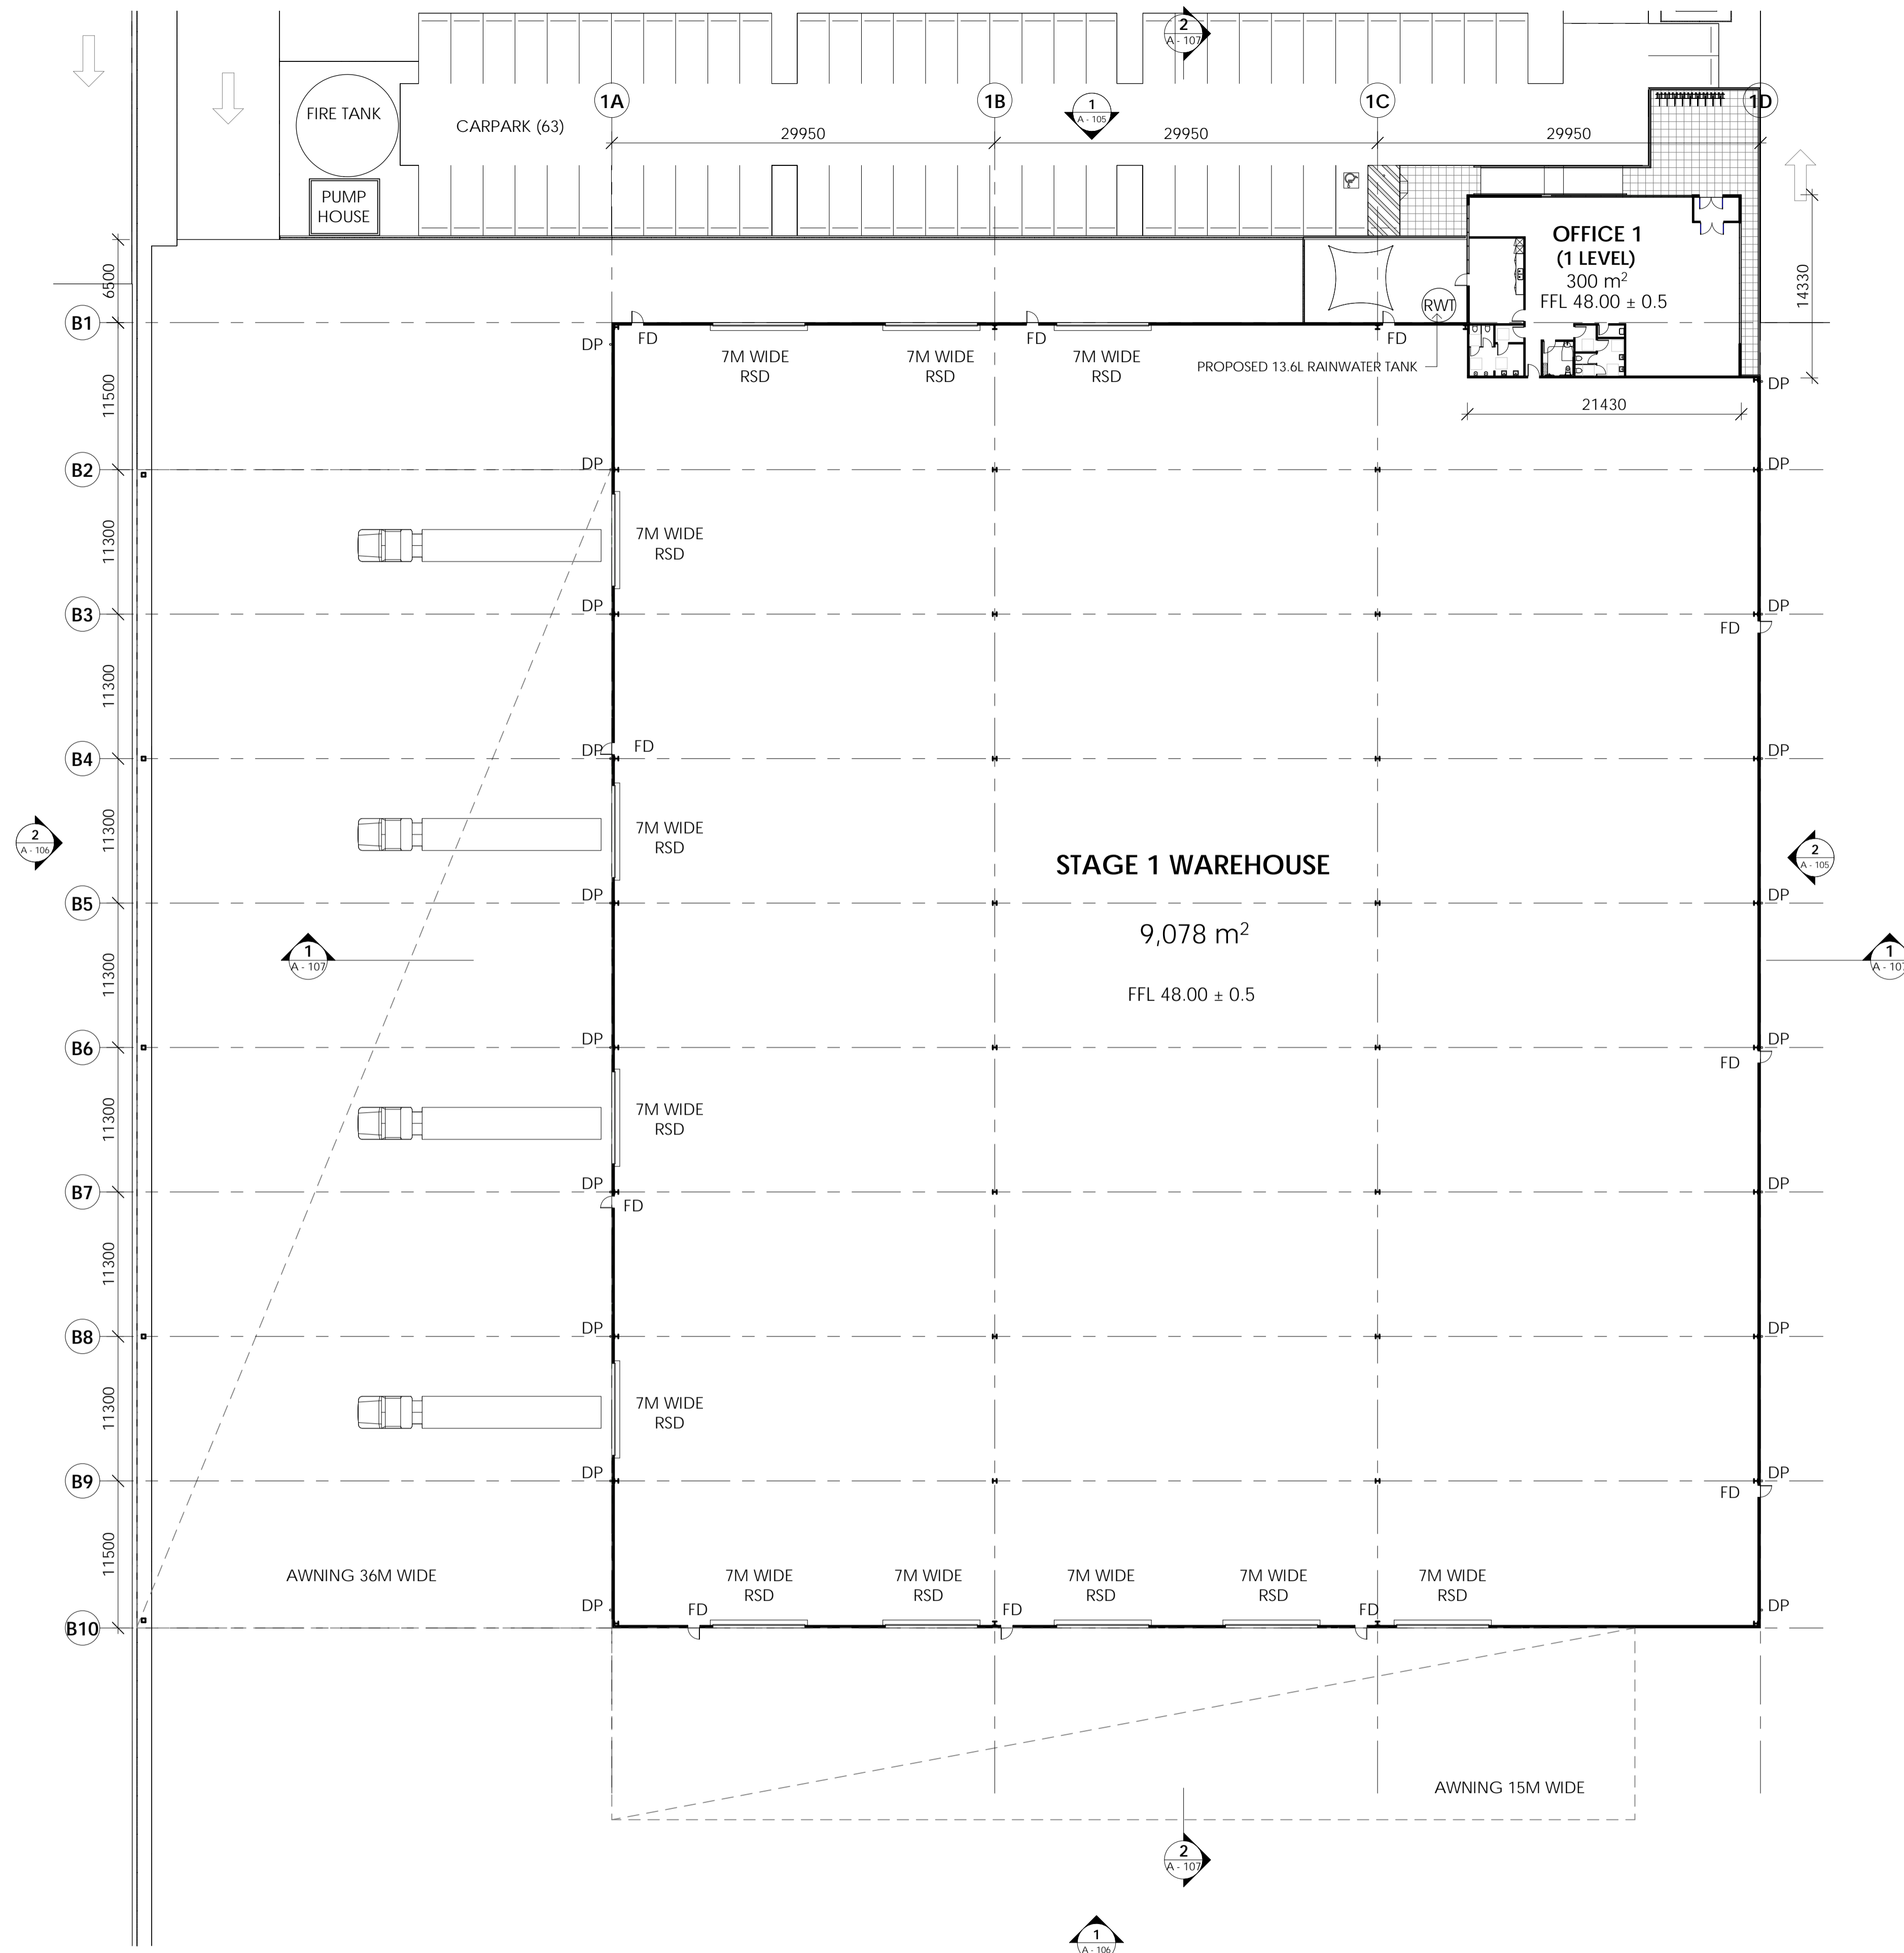 2
A - 107
FIRE TANK
CARPARK (63)
1A
1B
1C
1D
1
A - 105
29950
29950
29950
PUMP
HOUSE
OFFICE 1
(1 LEVEL)
300 m²
FFL 48.00 ± 0.5
14330
6500
RWT
B1
DP
FD
FD
FD
7M WIDE
RSD
7M WIDE
RSD
7M WIDE
RSD
PROPOSED 13.6L RAINWATER TANK
DP
21430
11500
B2
DP
DP
11300
7M WIDE
RSD
B3
DP
DP
FD
11300
B4
DP
FD
DP
11300
7M WIDE
RSD
2
A - 106
STAGE 1 WAREHOUSE
2
A - 105
B5
DP
DP
9,078 m²
1
A - 107
1
A - 107
11300
FFL 48.00 ± 0.5
B6
DP
DP
FD
11300
7M WIDE
RSD
B7
DP
FD
DP
11300
B8
DP
DP
11300
7M WIDE
RSD
B9
DP
DP
FD
11500
AWNING 36M WIDE
7M WIDE
RSD
7M WIDE
RSD
7M WIDE
RSD
7M WIDE
RSD
7M WIDE
RSD
DP
FD
FD
FD
DP
B10
AWNING 15M WIDE
2
A - 107
1
A - 106